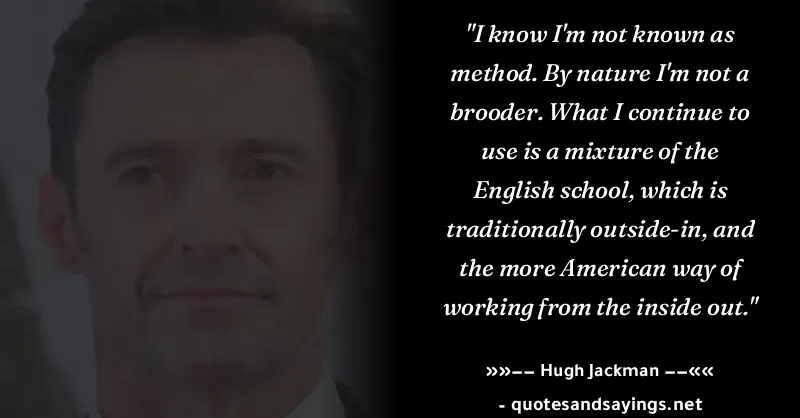 "I know I'm not known as
method. By nature I'm not a
brooder. What I continue to
use is a mixture of the
English school, which is
traditionally outside-in, and
the more American way of
working from the inside out."
»»—— Hugh Jackman ——««
- quotesandsayings.net